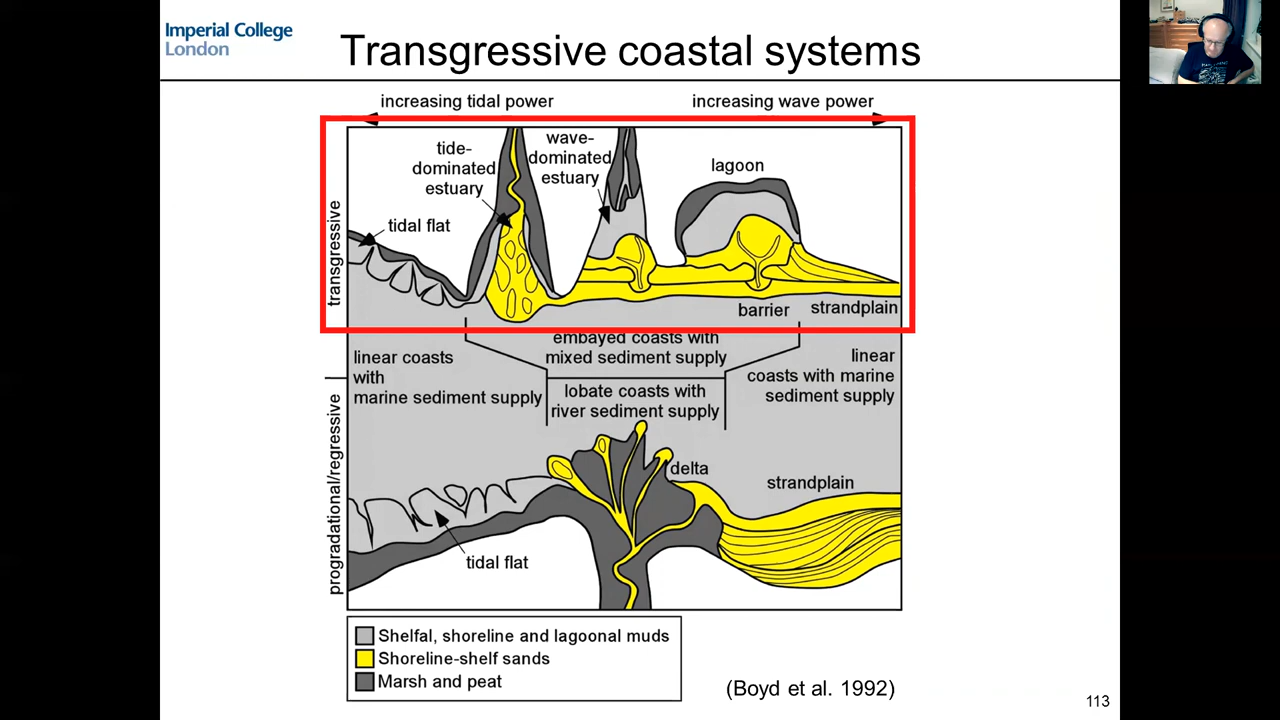 Imperial College
London
Transgressive coastal systems
increasing tidal power
increasing wave power
transgressive
tidal flat
tide-
dominated
estuary
wave-
dominated
estuary
lagoon
barrier
strandplain
linear coasts
with
marine sediment supply
embayed coasts with
mixed sediment supply
lobate coasts with
river sediment supply
linear
coasts with marine
sediment supply
progradational/regressive
tidal flat
delta
strandplain
Shelfal, shoreline and lagoonal muds
Shoreline-shelf sands
Marsh and peat
(Boyd et al. 1992)
113